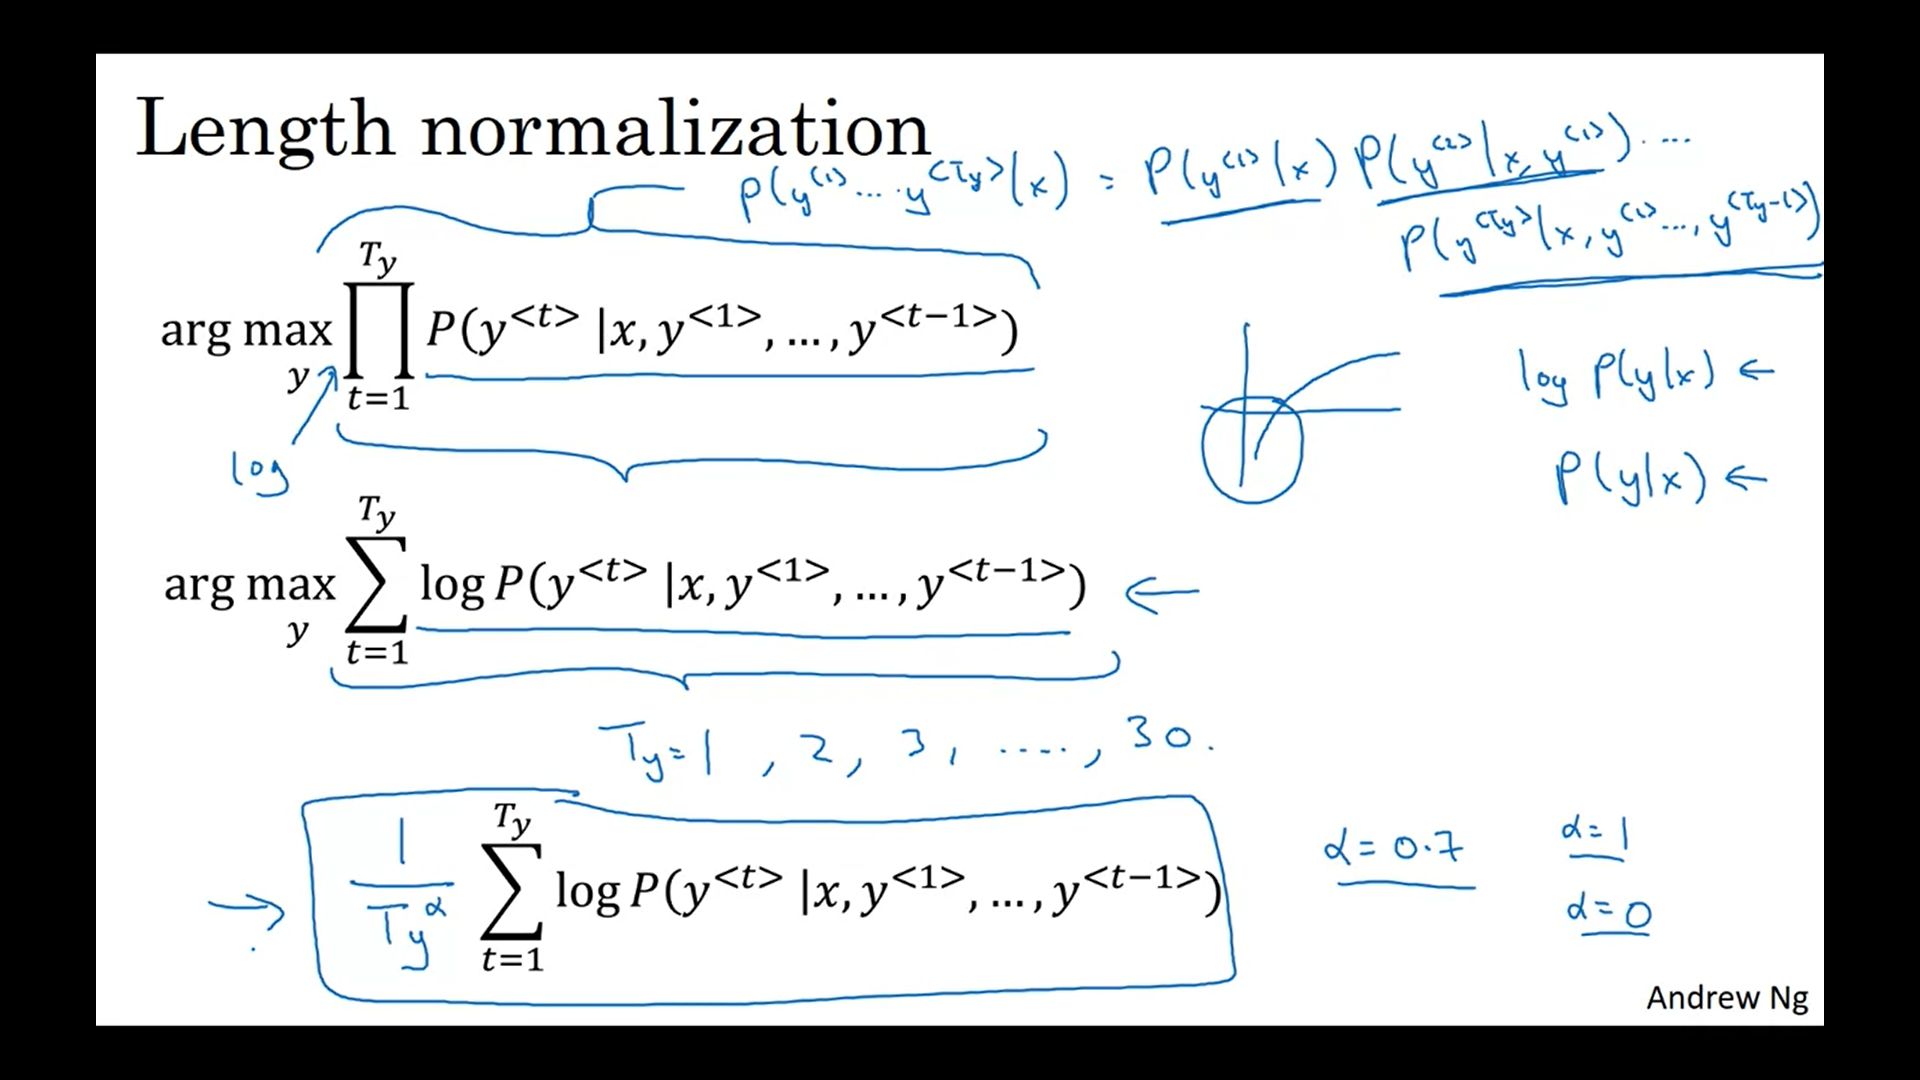 Length normalization
P(y<1> ... y<Ty>|x) = P(y<1>|x) P(y<2>|x, y<1>) ...
P(y<Ty>|x, y<1> ..., y<Ty-1>)
arg max_y ∏_{t=1}^{Ty} P(y<t> |x, y<1>, ..., y<t−1>)
log
log P(y|x) ←
P(y|x) ←
arg max_y ∑_{t=1}^{Ty} log P(y<t> |x, y<1>, ..., y<t−1>) ←
Ty = 1, 2, 3, ...., 30.
→ 1/Ty^α ∑_{t=1}^{Ty} log P(y<t> |x, y<1>, ..., y<t−1>)
α = 0.7
α = 1
α = 0
Andrew Ng